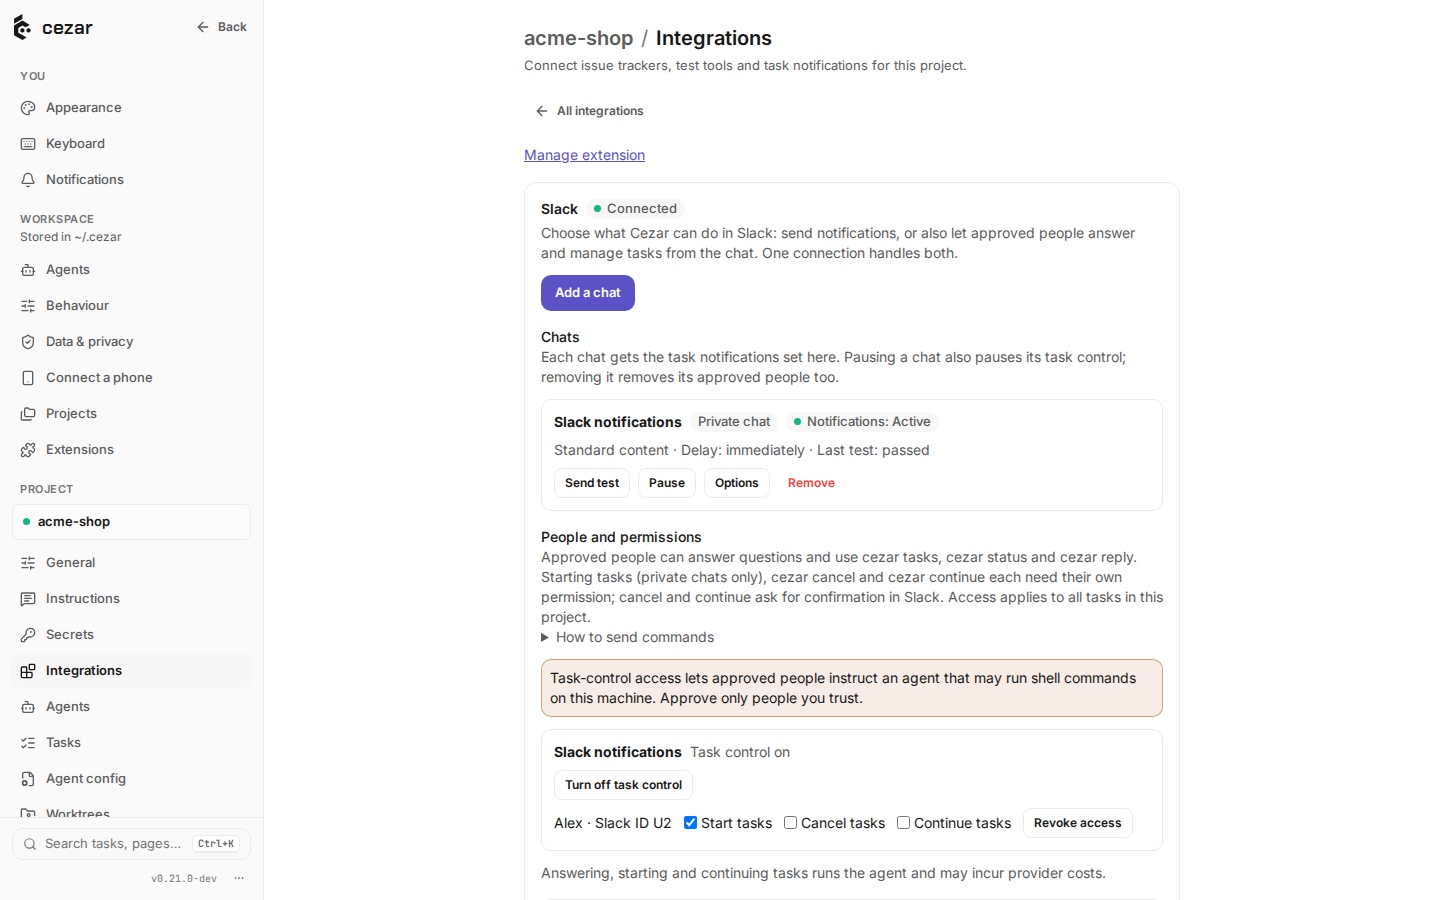 cezar
Back
YOU
Appearance
Keyboard
Notifications
WORKSPACE
Stored in ~/.cezar
Agents
Behaviour
Data & privacy
Connect a phone
Projects
Extensions
PROJECT
acme-shop
General
Instructions
Secrets
Integrations
Agents
Tasks
Agent config
Worktrees
Search tasks, pages...
Ctrl+K
v0.21.0-dev
acme-shop / Integrations
Connect issue trackers, test tools and task notifications for this project.
All integrations
Manage extension
Slack Connected
Choose what Cezar can do in Slack: send notifications, or also let approved people answer
and manage tasks from the chat. One connection handles both.
Add a chat
Chats
Each chat gets the task notifications set here. Pausing a chat also pauses its task control;
removing it removes its approved people too.
Slack notifications Private chat Notifications: Active
Standard content · Delay: immediately · Last test: passed
Send test Pause Options Remove
People and permissions
Approved people can answer questions and use cezar tasks, cezar status and cezar reply.
Starting tasks (private chats only), cezar cancel and cezar continue each need their own
permission; cancel and continue ask for confirmation in Slack. Access applies to all tasks in this
project.
How to send commands
Task-control access lets approved people instruct an agent that may run shell commands
on this machine. Approve only people you trust.
Slack notifications Task control on
Turn off task control
Alex · Slack ID U2 Start tasks Cancel tasks Continue tasks Revoke access
Answering, starting and continuing tasks runs the agent and may incur provider costs.